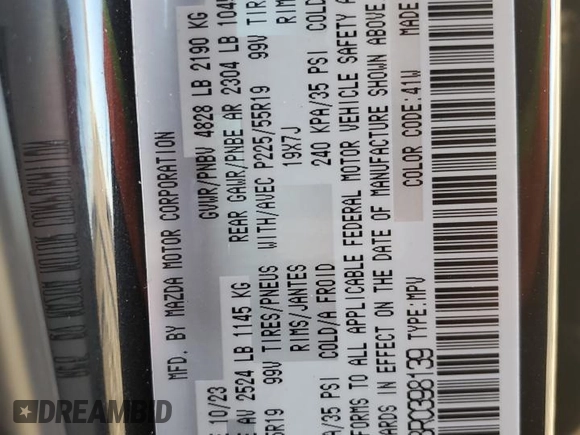 MFD. BY MAZDA MOTOR CORPORATION
10/23 GVWR/PNBV 4828 LB 2190 KG
AV 2524 LB 1145 KG REAR GAWR/PNBE AR 2304 LB
99V TIRES/PNEUS WITH/AVEC P225/55R19 99V
RIMS/JANTES 19X7J
/35 PSI COLD/A FROID 240 KPA/35 PSI COLD/A
TO ALL APPLICABLE FEDERAL MOTOR VEHICLE SAFETY
IN EFFECT ON THE DATE OF MANUFACTURE SHOWN ABOVE
COLOR CODE:41W
TYPE:MPV
DREAMBID